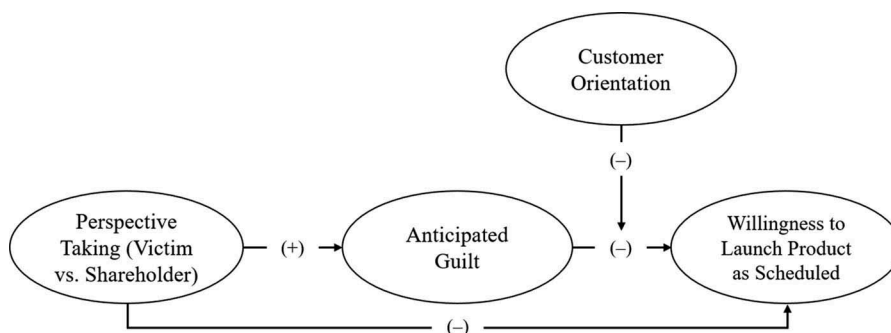 Customer
Orientation
(–)
Perspective
Taking (Victim
vs. Shareholder)
(+)
Anticipated
Guilt
(–)
Willingness to
Launch Product
as Scheduled
(–)